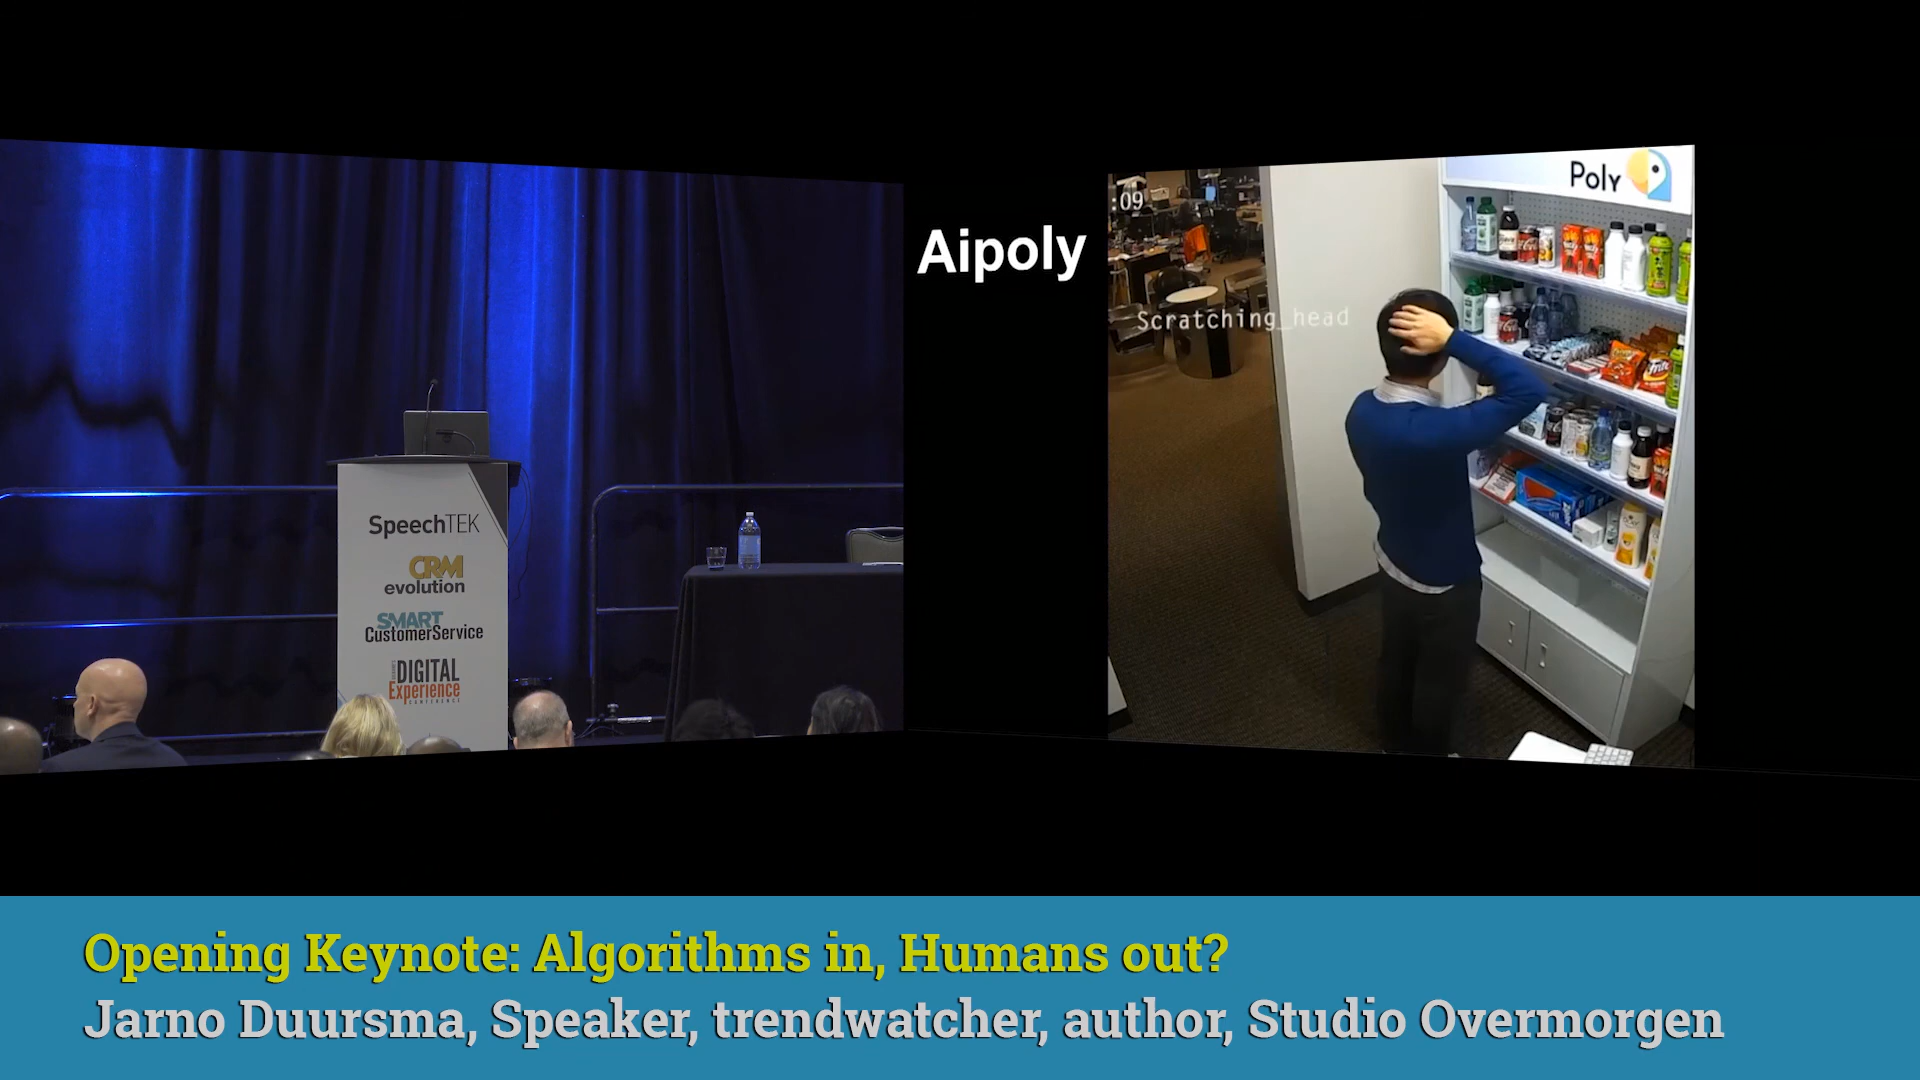 SpeechTEK
CRM
evolution
SMART
CustomerService
DIGITAL
Experience
CONFERENCE
Aipoly
:09
Poly
Scratching_head
Opening Keynote: Algorithms in, Humans out?
Jarno Duursma, Speaker, trendwatcher, author, Studio Overmorgen